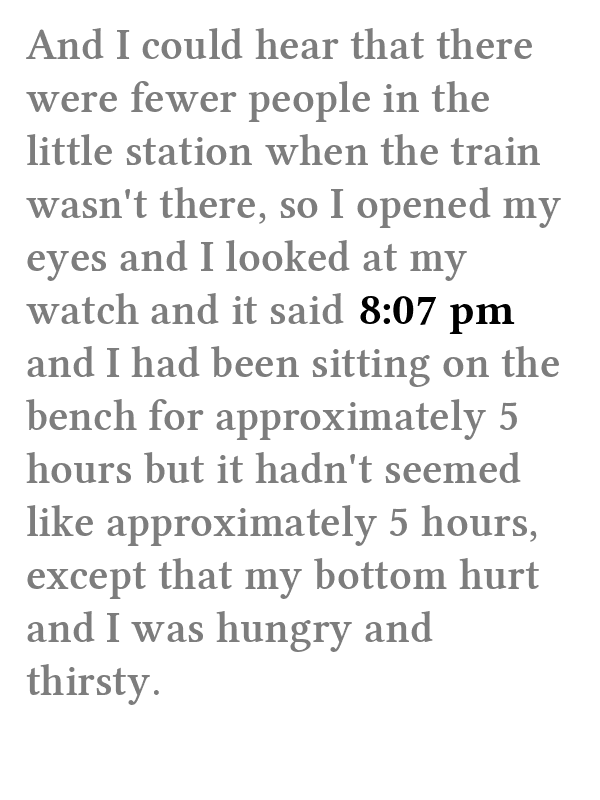 And I could hear that there
were fewer people in the
little station when the train
wasn't there, so I opened my
eyes and I looked at my
watch and it said 8:07 pm
and I had been sitting on the
bench for approximately 5
hours but it hadn't seemed
like approximately 5 hours,
except that my bottom hurt
and I was hungry and
thirsty.